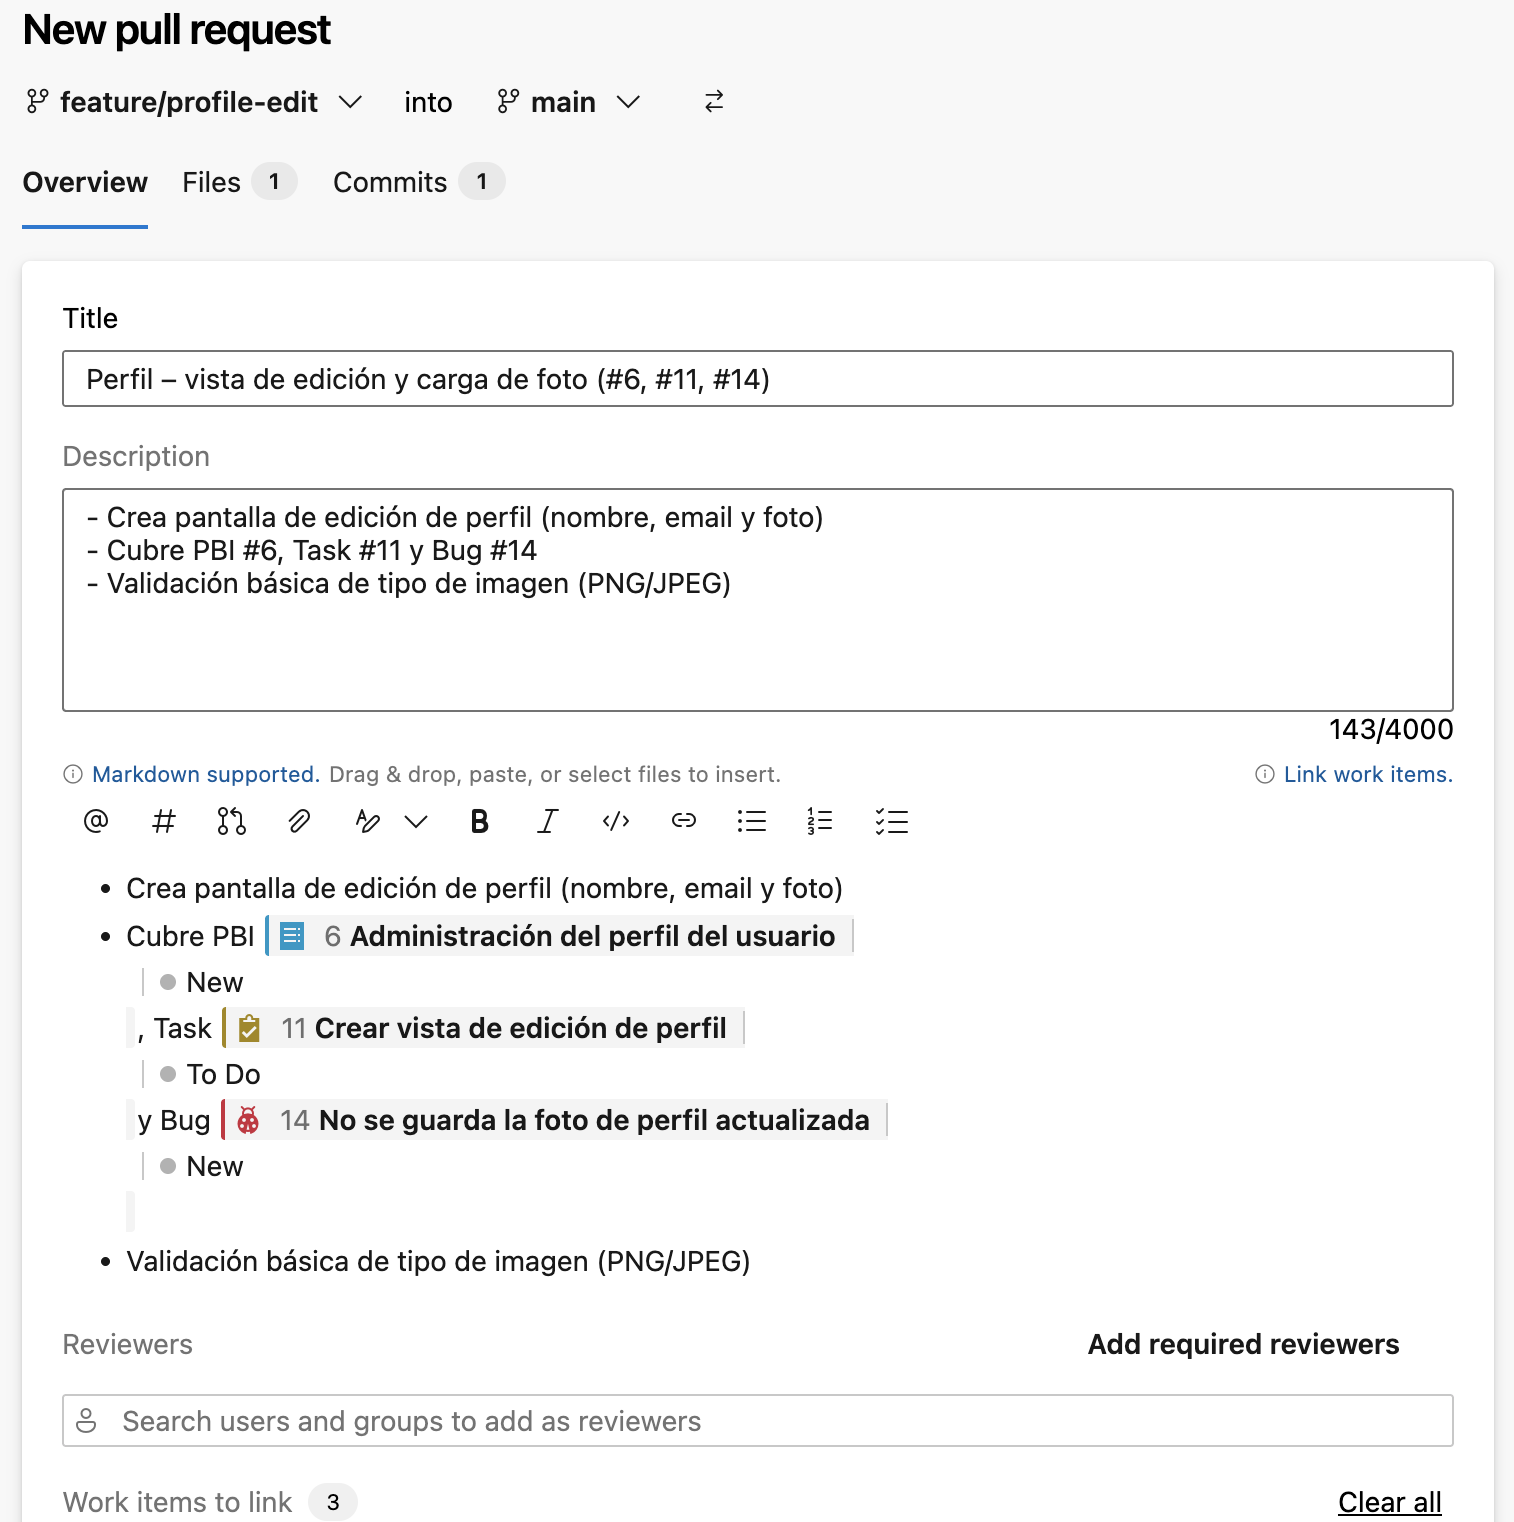 New pull request
feature/profile-edit into main
Overview Files 1 Commits 1
Title
Perfil – vista de edición y carga de foto (#6, #11, #14)
Description
- Crea pantalla de edición de perfil (nombre, email y foto)
- Cubre PBI #6, Task #11 y Bug #14
- Validación básica de tipo de imagen (PNG/JPEG)
143/4000
Markdown supported. Drag & drop, paste, or select files to insert. Link work items.
@ # B I </>
• Crea pantalla de edición de perfil (nombre, email y foto)
• Cubre PBI 6 Administración del perfil del usuario
New
, Task 11 Crear vista de edición de perfil
To Do
y Bug 14 No se guarda la foto de perfil actualizada
New
• Validación básica de tipo de imagen (PNG/JPEG)
Reviewers Add required reviewers
Search users and groups to add as reviewers
Work items to link 3 Clear all